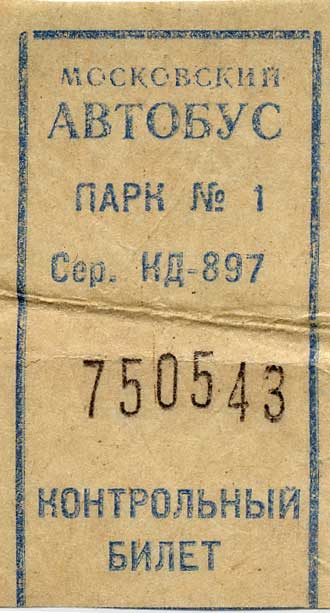 МОСКОВСКИЙ
АВТОБУС
ПАРК № 1
Сер. КД-897
750543
КОНТРОЛЬНЫЙ
БИЛЕТ